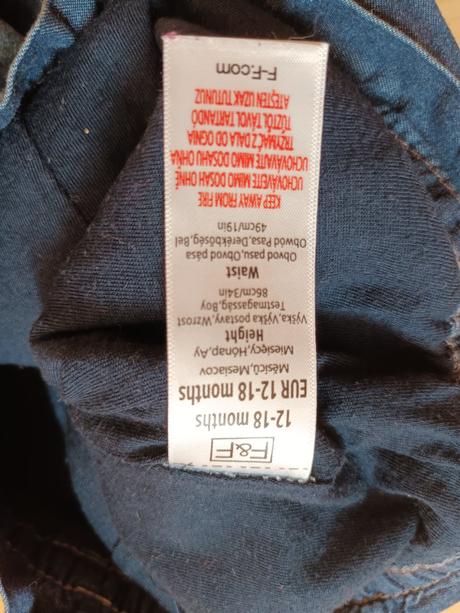 F&F
12-18 months
EUR 12-18 months
Měsíců,Mesiacov
Miesięcy,Hónap,Ay
Height
Výška,Výška postavy,Wzrost
Testmagasság,Boy
86cm/34in
Waist
Obvod pasu,Obvod pása
Obwód Pasa,Derékbőség,Bel
49cm/19in
KEEP AWAY FROM FIRE
UCHOVÁVEJTE MIMO DOSAH OHNĚ
UCHOVÁVAJTE MIMO DOSAHU OHŇA
TRZYMAĆ Z DALA OD OGNIA
TŰZTŐL TÁVOL TARTANDÓ
ATEŞTEN UZAK TUTUNUZ
F-F.com